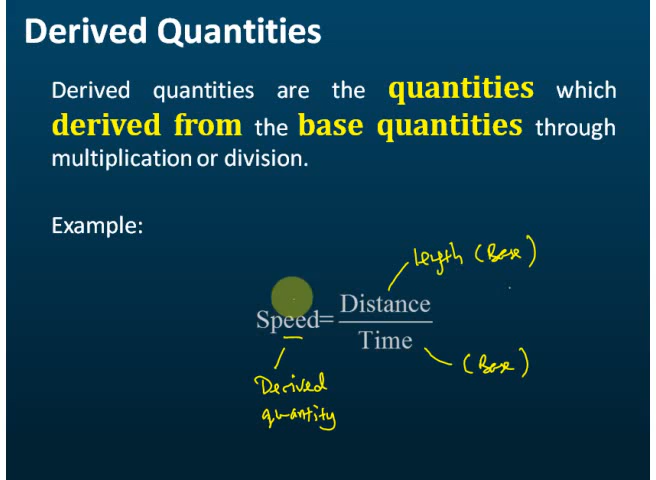 Derived Quantities
Derived quantities are the quantities which
derived from the base quantities through
multiplication or division.
Example:
Length (Base)
Speed= Distance
Time
(Base)
Derived
quantity